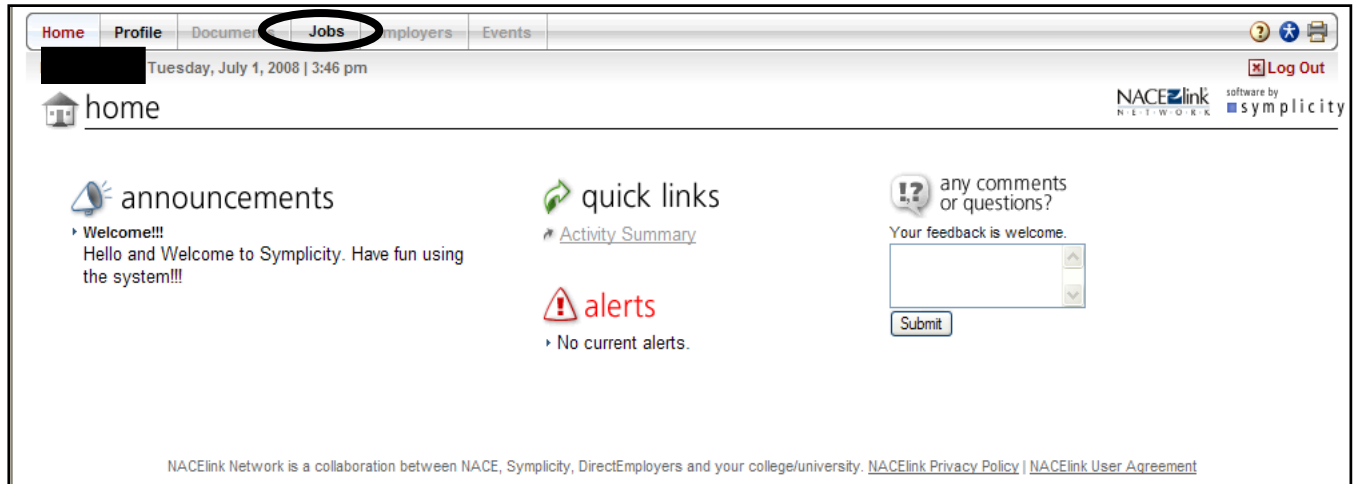 Home Profile Documents Jobs Employers Events
Tuesday, July 1, 2008 | 3:46 pm
Log Out
home
NACElink
N·E·T·W·O·R·K
software by
symplicity
announcements
Welcome!!!
Hello and Welcome to Symplicity. Have fun using
the system!!!
quick links
Activity Summary
alerts
No current alerts.
any comments
or questions?
Your feedback is welcome.
Submit
NACElink Network is a collaboration between NACE, Symplicity, DirectEmployers and your college/university. NACElink Privacy Policy | NACElink User Agreement